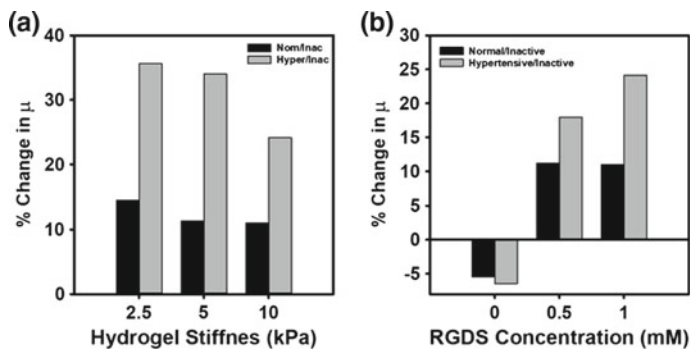 (a)
40
30
20
10
0
% Change in μ
Nom/Inac
Hyper/Inac
2.5 5 10
Hydrogel Stiffnes (kPa)
(b)
30
25
20
15
10
5
0
-5
% Change in μ
Normal/Inactive
Hypertensive/Inactive
0 0.5 1
RGDS Concentration (mM)